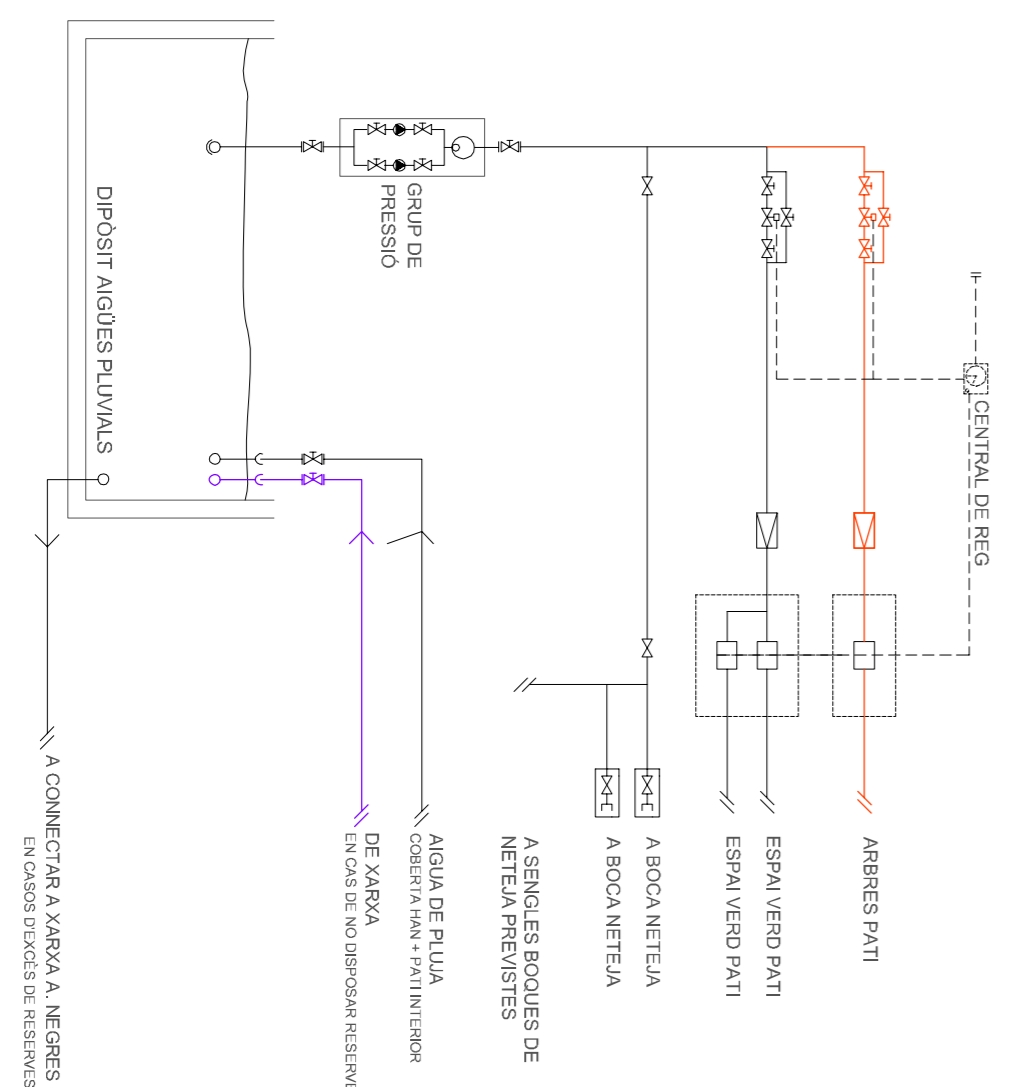 DIPÒSIT AIGÜES PLUVIALS
GRUP DE
PRESSIÓ
CENTRAL DE REG
ARBRES PATI
ESPAI VERD PATI
ESPAI VERD PATI
A BOCA NETEJA
A BOCA NETEJA
A SENGLES BOQUES DE
NETEJA PREVISTES
AIGUA DE PLUJA
COBERTA HAN + PATI INTERIOR
DE XARXA
EN CAS DE NO DISPOSAR RESERVE
A CONNECTAR A XARXA A. NEGRES
EN CASOS D'EXCÈS DE RESERVES